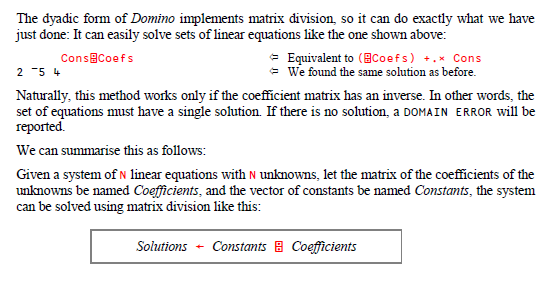 The dyadic form of Domino implements matrix division, so it can do exactly what we have
just done: It can easily solve sets of linear equations like the one shown above:
Cons⌹Coefs ⇦ Equivalent to (⌹Coefs) +.× Cons
2 ¯5 4 ⇦ We found the same solution as before.
Naturally, this method works only if the coefficient matrix has an inverse. In other words, the
set of equations must have a single solution. If there is no solution, a DOMAIN ERROR will be
reported.
We can summarise this as follows:
Given a system of N linear equations with N unknowns, let the matrix of the coefficients of the
unknowns be named Coefficients, and the vector of constants be named Constants, the system
can be solved using matrix division like this:
Solutions ← Constants ⌹ Coefficients